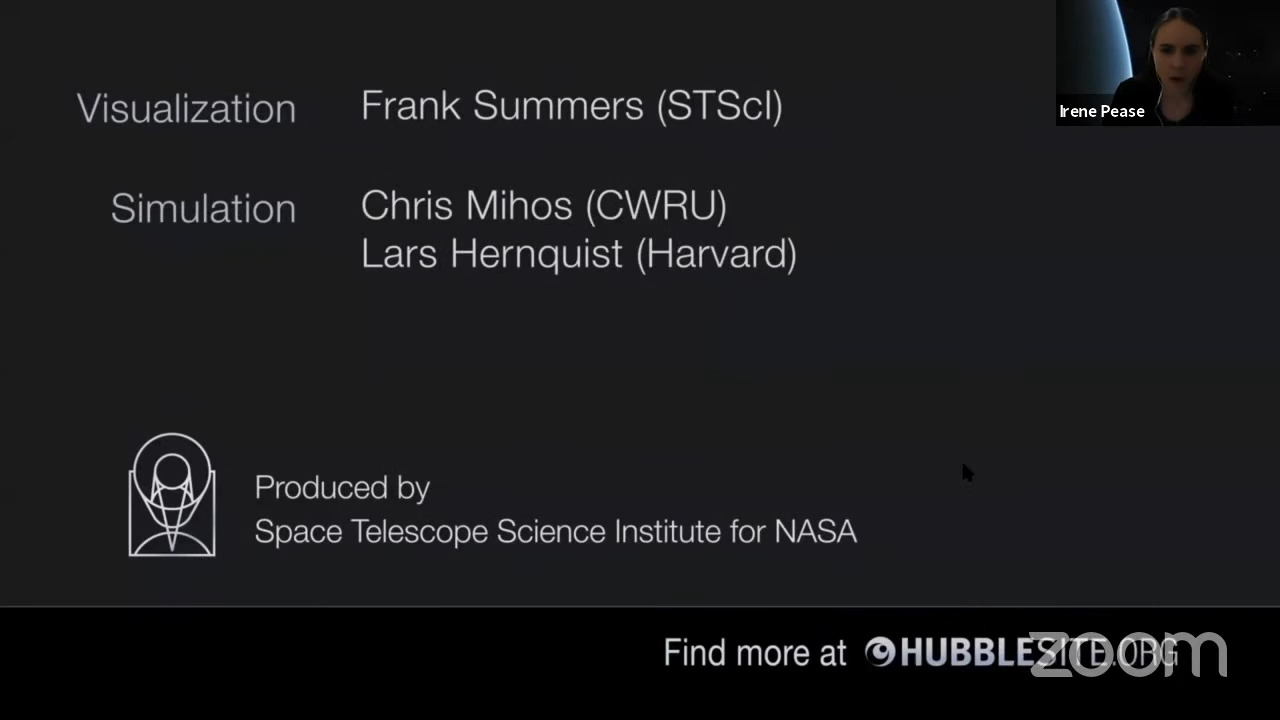 Irene Pease
Visualization Frank Summers (STScI)
Simulation Chris Mihos (CWRU)
Lars Hernquist (Harvard)
Produced by
Space Telescope Science Institute for NASA
Find more at HUBBLESITE.ORG
zoom